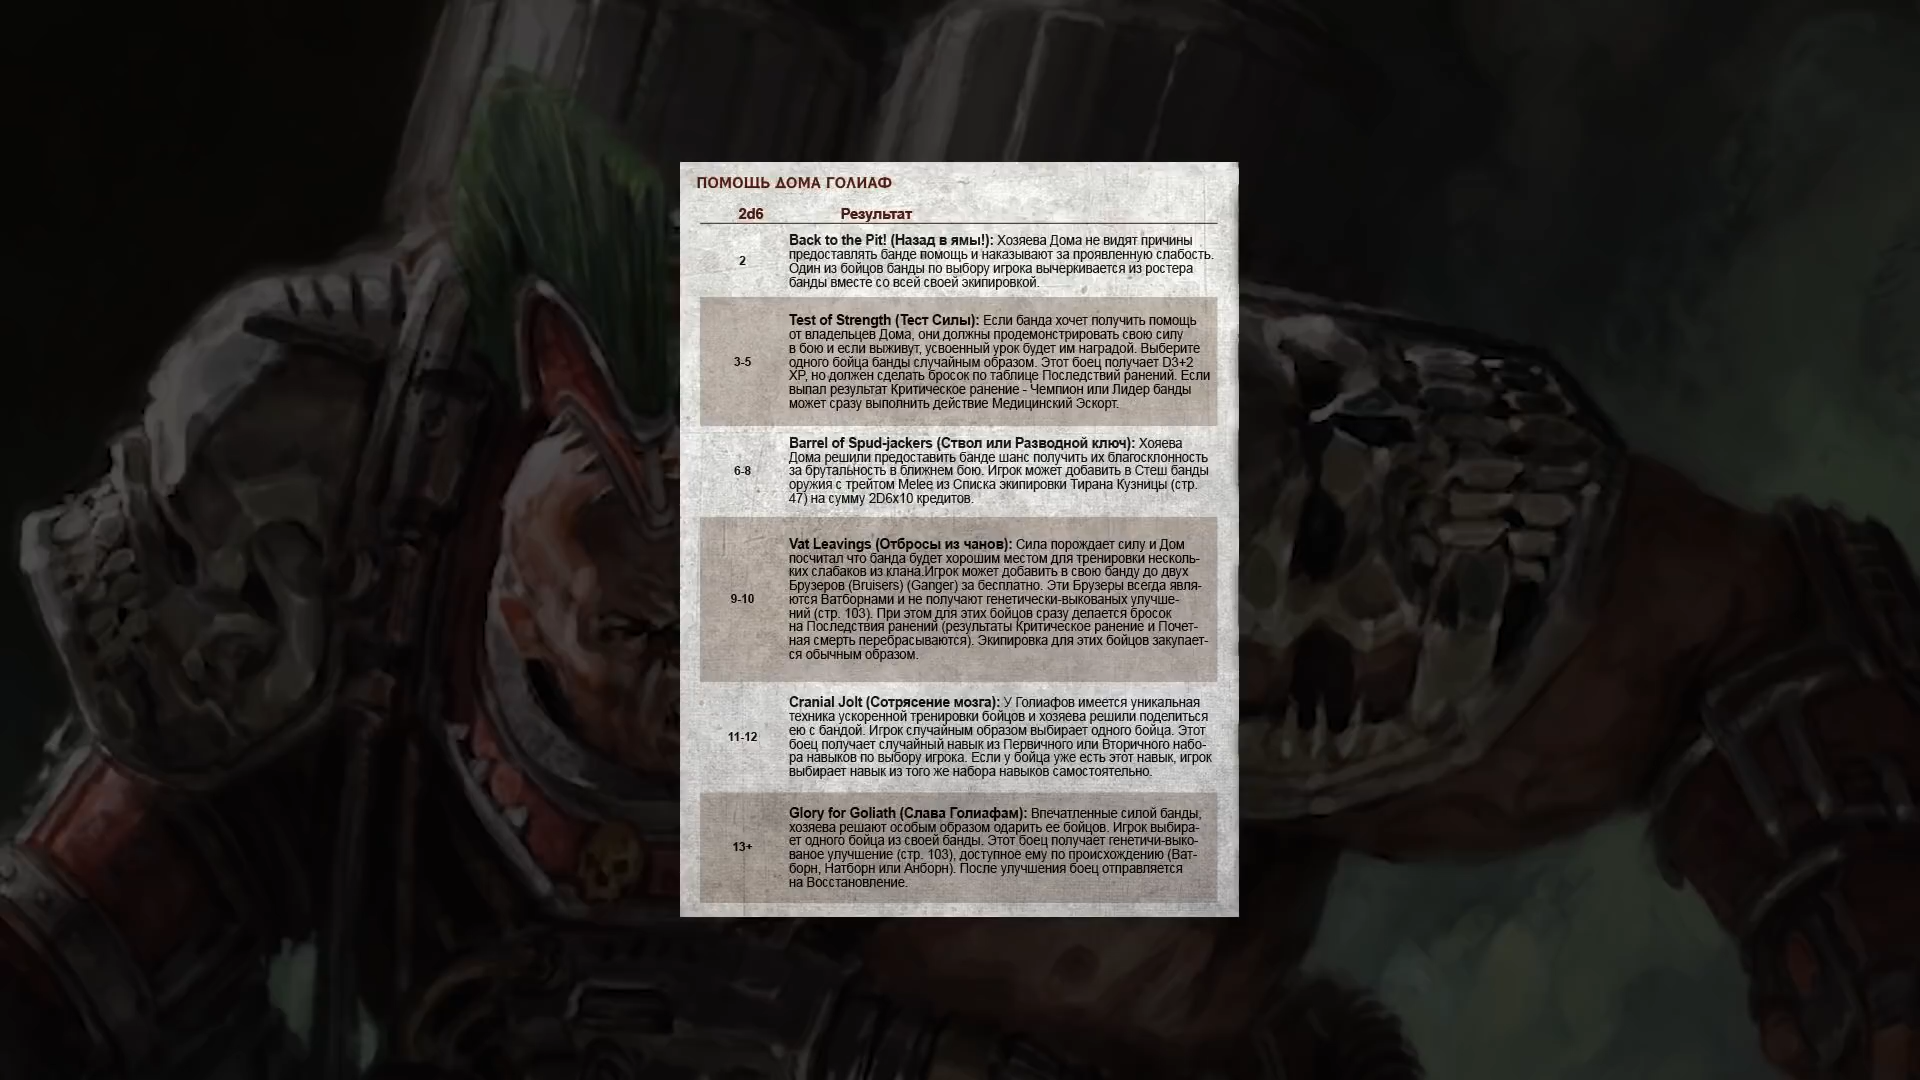 ПОМОЩЬ ДОМА ГОЛИАФ
2d6 Результат
Back to the Pit! (Назад в ямы!): Хозяева Дома не видят причины
предоставлять банде помощь и наказывают за проявленную слабость.
2
Один из бойцов банды по выбору игрока вычеркивается из ростера
банды вместе со всей своей экипировкой.
Test of Strength (Тест Силы): Если банда хочет получить помощь
от владельцев Дома, они должны продемонстрировать свою силу
в бою и если выживут, усвоенный урок будет им наградой. Выберите
3-5
одного бойца банды случайным образом. Этот боец получает D3+2
XP, но должен сделать бросок по таблице Последствий ранений. Если
выпал результат Критическое ранение - Чемпион или Лидер банды
может сразу выполнить действие Медицинский Эскорт.
Barrel of Spud-jackers (Ствол или Разводной ключ): Хояева
Дома решили предоставить банде шанс получить их благосклонность
6-8
за брутальность в ближнем бою. Игрок может добавить в Стеш банды
оружия с трейтом Melee из Списка экипировки Тирана Кузницы (стр.
47) на сумму 2D6x10 кредитов.
Vat Leavings (Отбросы из чанов): Сила порождает силу и Дом
посчитал что банда будет хорошим местом для тренировки несколь-
ких слабаков из клана.Игрок может добавить в свою банду до двух
Брузеров (Bruisers) (Ganger) за бесплатно. Эти Брузеры всегда явля-
9-10
ются Ватборнами и не получают генетически-выкованых улучше-
ний (стр. 103). При этом для этих бойцов сразу делается бросок
на Последствия ранений (результаты Критическое ранение и Почет-
ная смерть перебрасываются). Экипировка для этих бойцов закупает-
ся обычным образом.
Cranial Jolt (Сотрясение мозга): У Голиафов имеется уникальная
техника ускоренной тренировки бойцов и хозяева решили поделиться
ею с бандой. Игрок случайным образом выбирает одного бойца. Этот
11-12
боец получает случайный навык из Первичного или Вторичного набо-
ра навыков по выбору игрока. Если у бойца уже есть этот навык, игрок
выбирает навык из того же набора навыков самостоятельно.
Glory for Goliath (Слава Голиафам): Впечатленные силой банды,
хозяева решают особым образом одарить ее бойцов. Игрок выбира-
ет одного бойца из своей банды. Этот боец получает генетичи-выко-
13+
ваное улучшение (стр. 103), доступное ему по происхождению (Ват-
борн, Натборн или Анборн). После улучшения боец отправляется
на Восстановление.